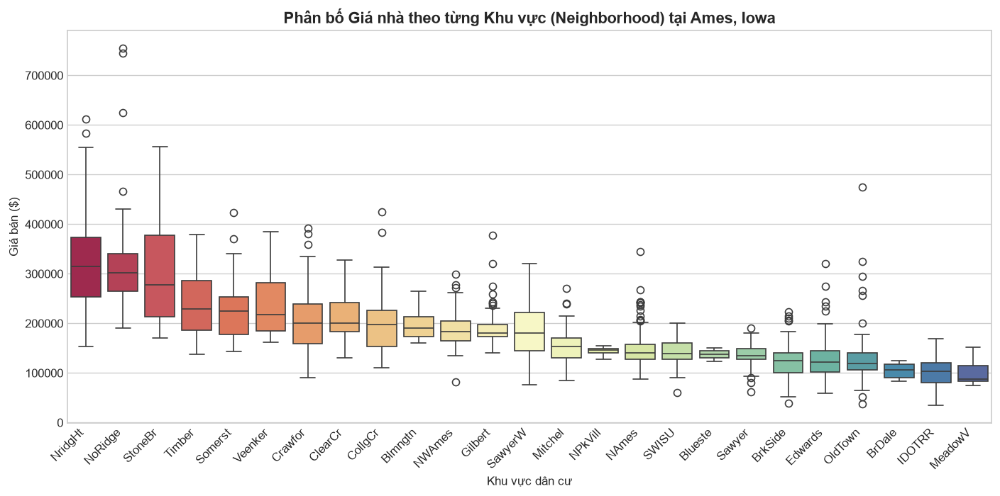 Phân bố Giá nhà theo từng Khu vực (Neighborhood) tại Ames, Iowa
Giá bán ($)
700000
600000
500000
400000
300000
200000
100000
0
NridgHt
NoRidge
StoneBr
Timber
Somerst
Veenker
Crawfor
ClearCr
CollgCr
Blmngtn
NWAmes
Gilbert
SawyerW
Mitchel
NPKVill
NAmes
SWISU
Blueste
Sawyer
BrkSide
Edwards
OldTown
BrDale
IDOTRR
MeadowV
Khu vực dân cư